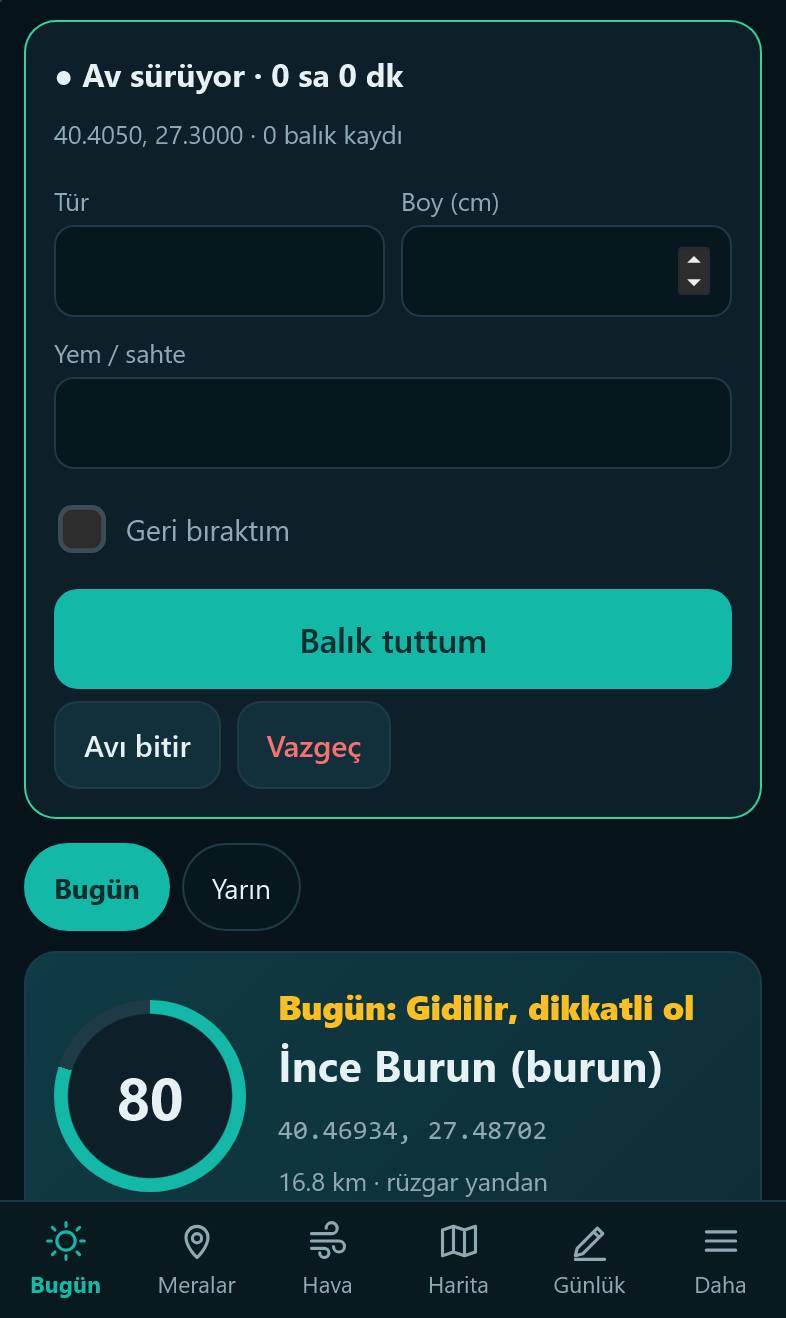 ● Av sürüyor · 0 sa 0 dk
40.4050, 27.3000 · 0 balık kaydı
Tür
Boy (cm)
Yem / sahte
Geri bıraktım
Balık tuttum
Avı bitir
Vazgeç
Bugün
Yarın
80
Bugün: Gidilir, dikkatli ol
İnce Burun (burun)
40.46934, 27.48702
16.8 km · rüzgar yandan
Bugün
Meralar
Hava
Harita
Günlük
Daha